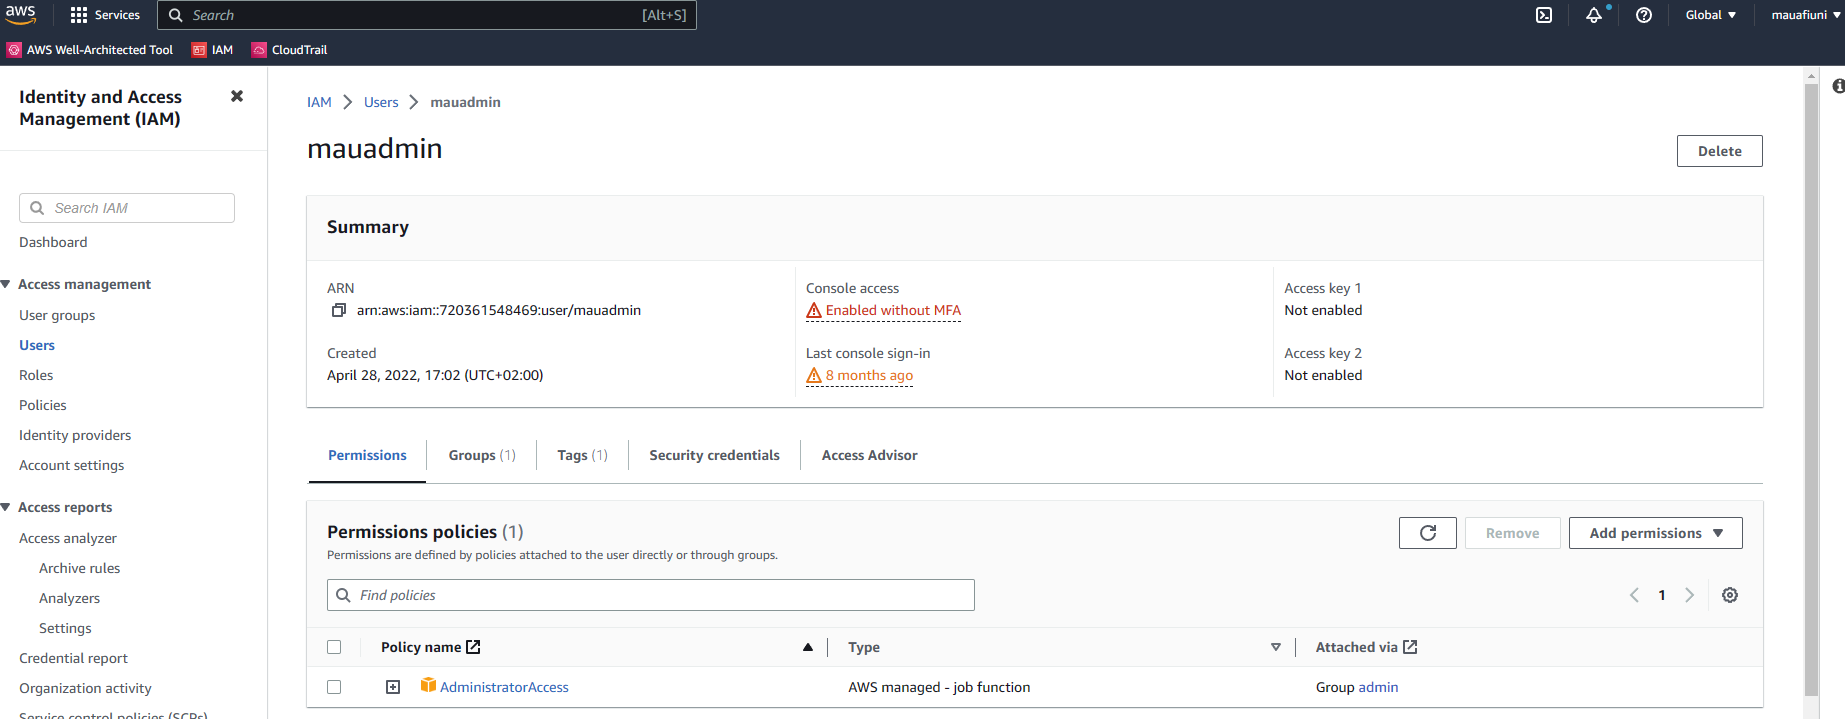 aws
Services
Search
[Alt+S]
Global
mauafiuni
AWS Well-Architected Tool
IAM
CloudTrail
Identity and Access
Management (IAM)
Search IAM
Dashboard
Access management
User groups
Users
Roles
Policies
Identity providers
Account settings
Access reports
Access analyzer
Archive rules
Analyzers
Settings
Credential report
Organization activity
Service control policies (SCPs)
IAM
Users
mauadmin
mauadmin
Delete
Summary
ARN
arn:aws:iam::720361548469:user/mauadmin
Created
April 28, 2022, 17:02 (UTC+02:00)
Console access
Enabled without MFA
Last console sign-in
8 months ago
Access key 1
Not enabled
Access key 2
Not enabled
Permissions
Groups (1)
Tags (1)
Security credentials
Access Advisor
Permissions policies (1)
Permissions are defined by policies attached to the user directly or through groups.
Remove
Add permissions
Find policies
1
Policy name
Type
Attached via
AdministratorAccess
AWS managed - job function
Group admin